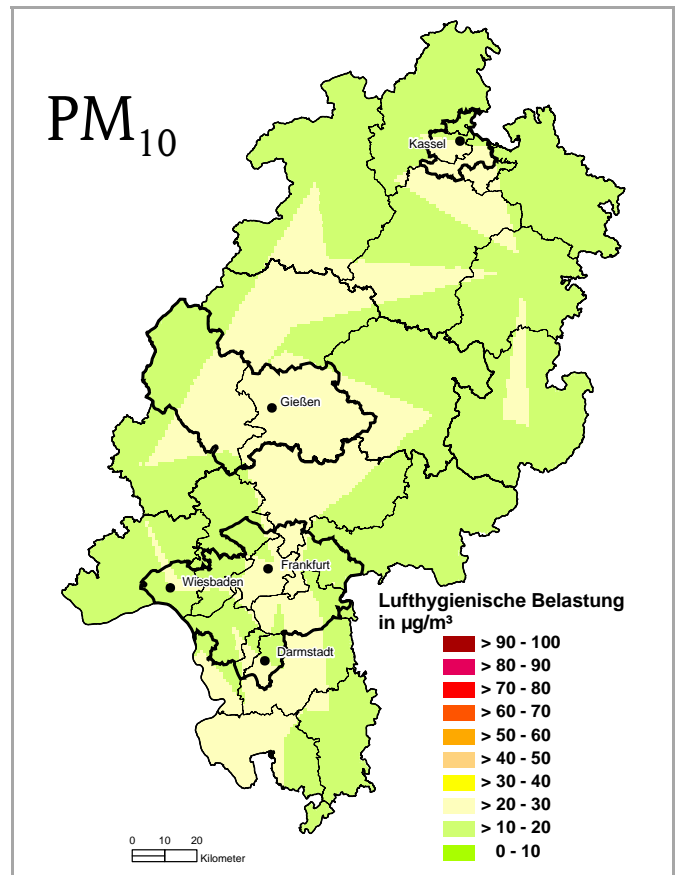 PM₁₀
Kassel
Gießen
Frankfurt
Wiesbaden
Darmstadt
Lufthygienische Belastung
in µg/m³
> 90 - 100
> 80 - 90
> 70 - 80
> 60 - 70
> 50 - 60
> 40 - 50
> 30 - 40
> 20 - 30
> 10 - 20
0 - 10
0 10 20
Kilometer